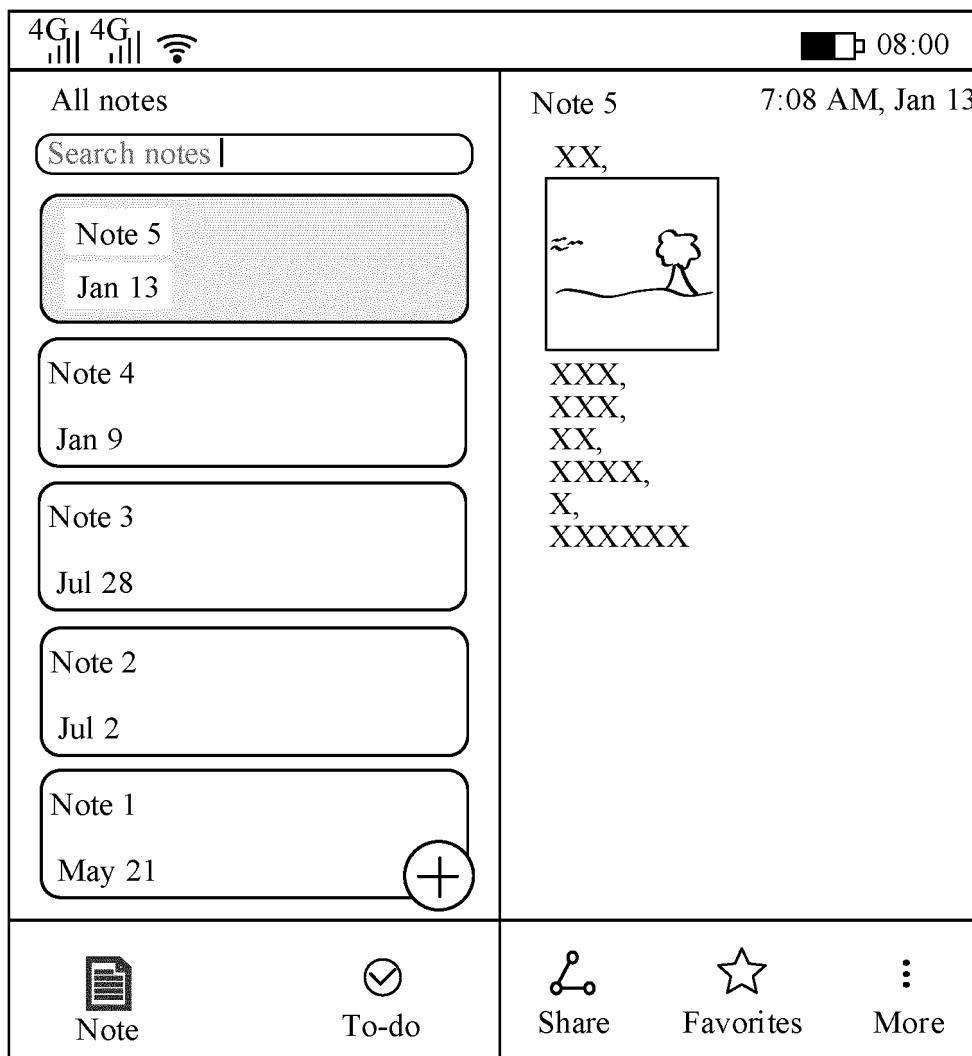 4G 4G 08:00
All notes
Search notes
Note 5
Jan 13
Note 4
Jan 9
Note 3
Jul 28
Note 2
Jul 2
Note 1
May 21
Note
To-do
Note 5
7:08 AM, Jan 13
XX,
XXX,
XXX,
XX,
XXXX,
X,
XXXXXX
Share
Favorites
More